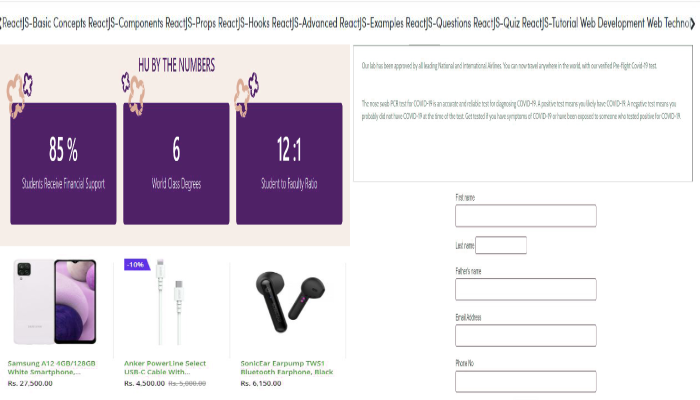 ReactJS-Basic Concepts ReactJS-Components ReactJS-Props ReactJS-Hooks ReactJS-Advanced ReactJS-Examples ReactJS-Questions ReactJS-Quiz ReactJS-Tutorial Web Development Web Techno
HU BY THE NUMBERS
85 %
Students Receive Financial Support
6
World Class Degrees
12 :1
Student to Faculty Ratio
Our lab has been approved by all leading National and International Airlines. You can now travel anywhere in the world, with our verified Pre-Flight Covid-19 test.
The nose swab PCR test for COVID-19 is an accurate and reliable test for diagnosing COVID-19. A positive test means you likely have COVID-19. A negative test means you
probably did not have COVID-19 at the time of the test. Get tested if you have symptoms of COVID-19 or have been exposed to someone who tested positive for COVID-19.
First name
Last name
Father's name
Email Address
Phone No
-10%
Samsung A12 4GB/128GB
White Smartphone,...
Rs. 27,500.00
Anker PowerLine Select
USB-C Cable With...
Rs. 4,500.00 Rs. 5,000.00
SonicEar Earpump TWS1
Bluetooth Earphone, Black
Rs. 6,150.00